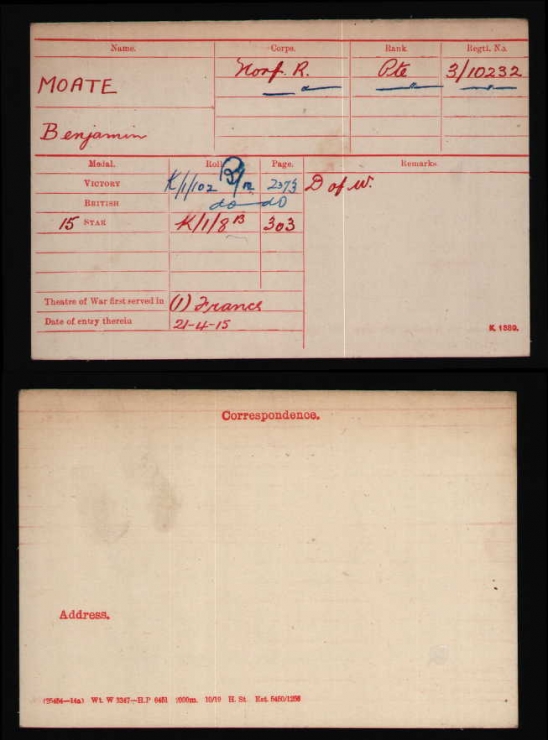 Name. Corps. Rank Regtl. No.
MOATE Norf. R. Pte 3/10232
Benjamin
Medal. Roll Page. Remarks.
VICTORY K/1/102 D of W.
BRITISH do do
15 STAR K/1/8B 303
Theatre of War first served in (1) France
Date of entry therein 21-4-15
K. 1380.
Correspondence.
Address.